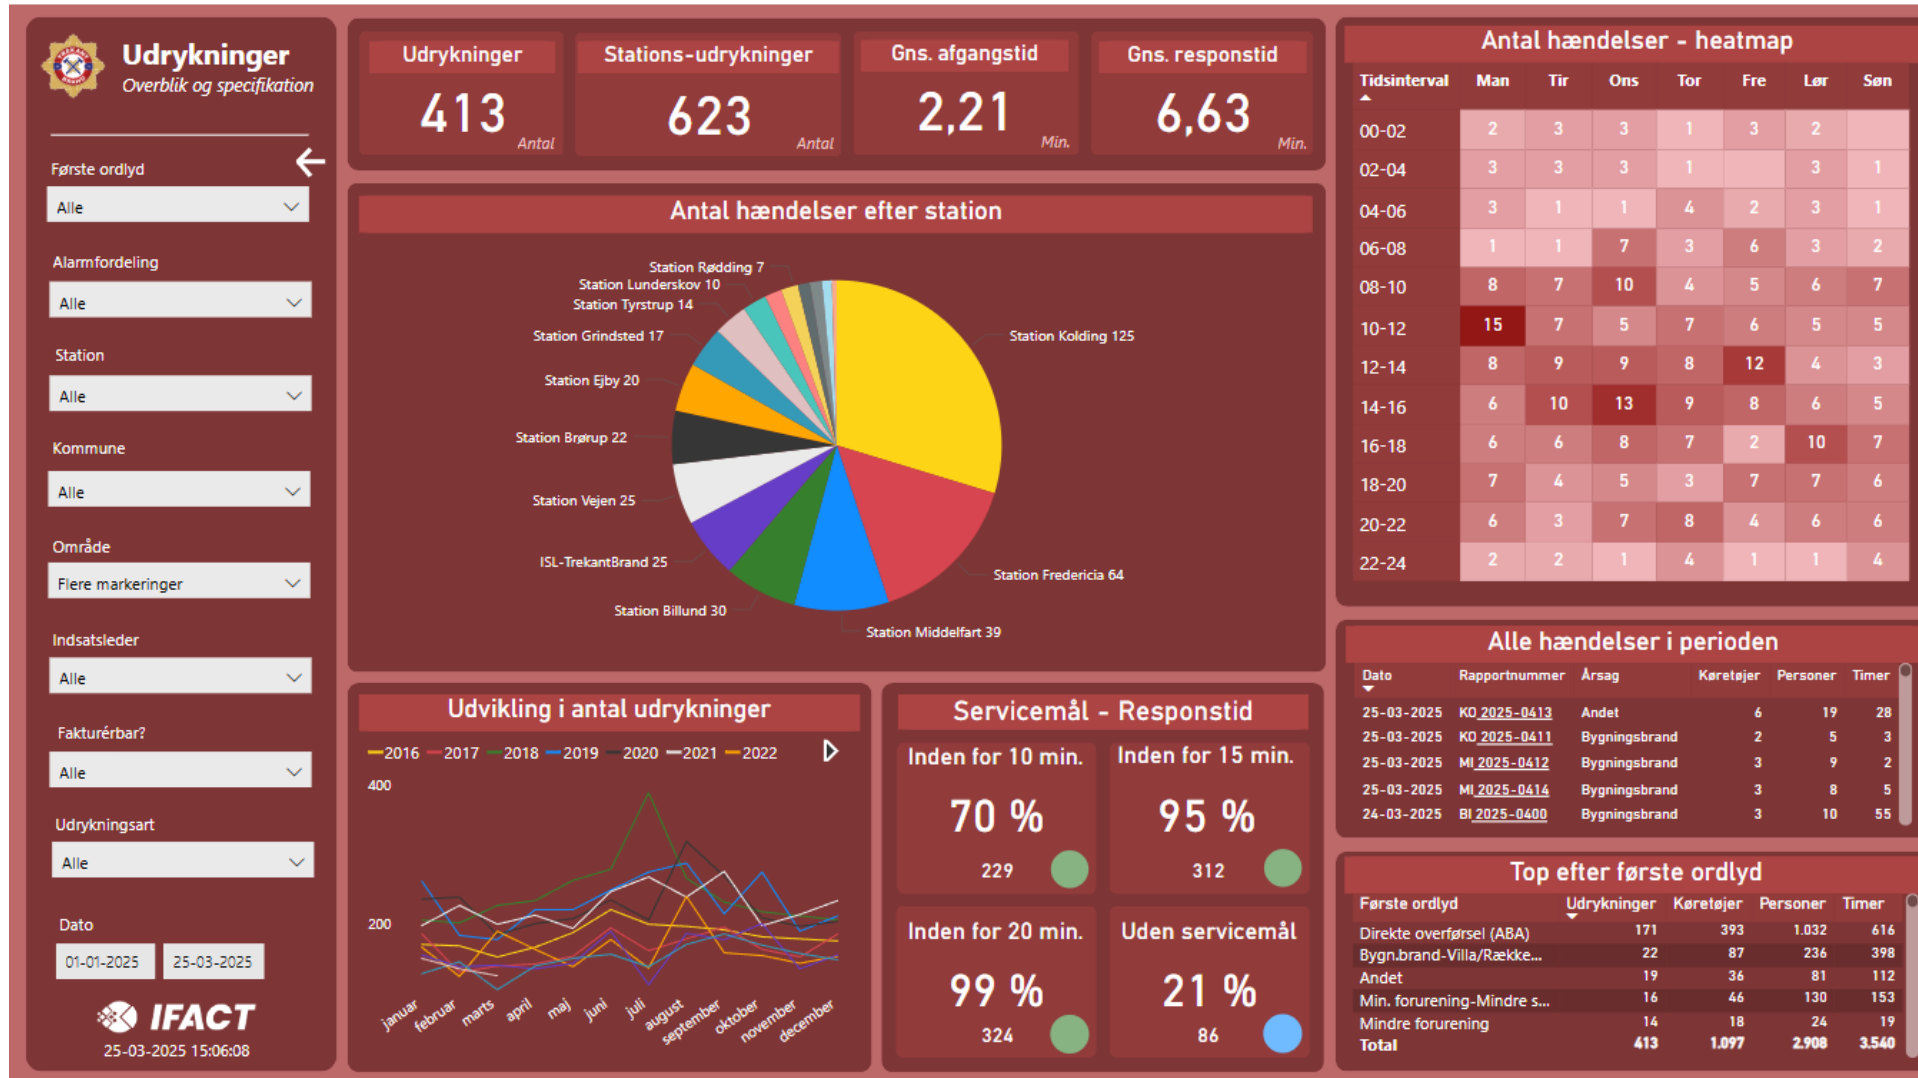 Udrykninger
Overblik og specifikation
Første ordlyd
Alle
Alarmfordeling
Alle
Station
Alle
Kommune
Alle
Område
Flere markeringer
Indsatsleder
Alle
Fakturérbar?
Alle
Udrykningsart
Alle
Dato
01-01-2025 25-03-2025
IFACT
25-03-2025 15:06:08
Udrykninger
413
Antal
Stations-udrykninger
623
Antal
Gns. afgangstid
2,21
Min.
Gns. responstid
6,63
Min.
Antal hændelser efter station
Station Rødding 7
Station Lunderskov 10
Station Tyrstrup 14
Station Grindsted 17
Station Ejby 20
Station Brørup 22
Station Vejen 25
ISL-TrekantBrand 25
Station Billund 30
Station Middelfart 39
Station Fredericia 64
Station Kolding 125
Udvikling i antal udrykninger
2016 2017 2018 2019 2020 2021 2022
400
200
januar februar marts april maj juni juli august september oktober november december
Servicemål - Responstid
Inden for 10 min.
70 %
229
Inden for 15 min.
95 %
312
Inden for 20 min.
99 %
324
Uden servicemål
21 %
86
Antal hændelser - heatmap
Tidsinterval Man Tir Ons Tor Fre Lør Søn
00-02 2 3 3 1 3 2
02-04 3 3 3 1 3 1
04-06 3 1 1 4 2 3 1
06-08 1 1 7 3 6 3 2
08-10 8 7 10 4 5 6 7
10-12 15 7 5 7 6 5 5
12-14 8 9 9 8 12 4 3
14-16 6 10 13 9 8 6 5
16-18 6 6 8 7 2 10 7
18-20 7 4 5 3 7 7 6
20-22 6 3 7 8 4 6 6
22-24 2 2 1 4 1 1 4
Alle hændelser i perioden
Dato Rapportnummer Årsag Køretøjer Personer Timer
25-03-2025 KO 2025-0413 Andet 6 19 28
25-03-2025 KO 2025-0411 Bygningsbrand 2 5 3
25-03-2025 MI 2025-0412 Bygningsbrand 3 9 2
25-03-2025 MI 2025-0414 Bygningsbrand 3 8 5
24-03-2025 BI 2025-0400 Bygningsbrand 3 10 55
Top efter første ordlyd
Første ordlyd Udrykninger Køretøjer Personer Timer
Direkte overførsel (ABA) 171 393 1.032 616
Bygn.brand-Villa/Række... 22 87 236 398
Andet 19 36 81 112
Min. forurening-Mindre s... 16 46 130 153
Mindre forurening 14 18 24 19
Total 413 1.097 2.908 3.540